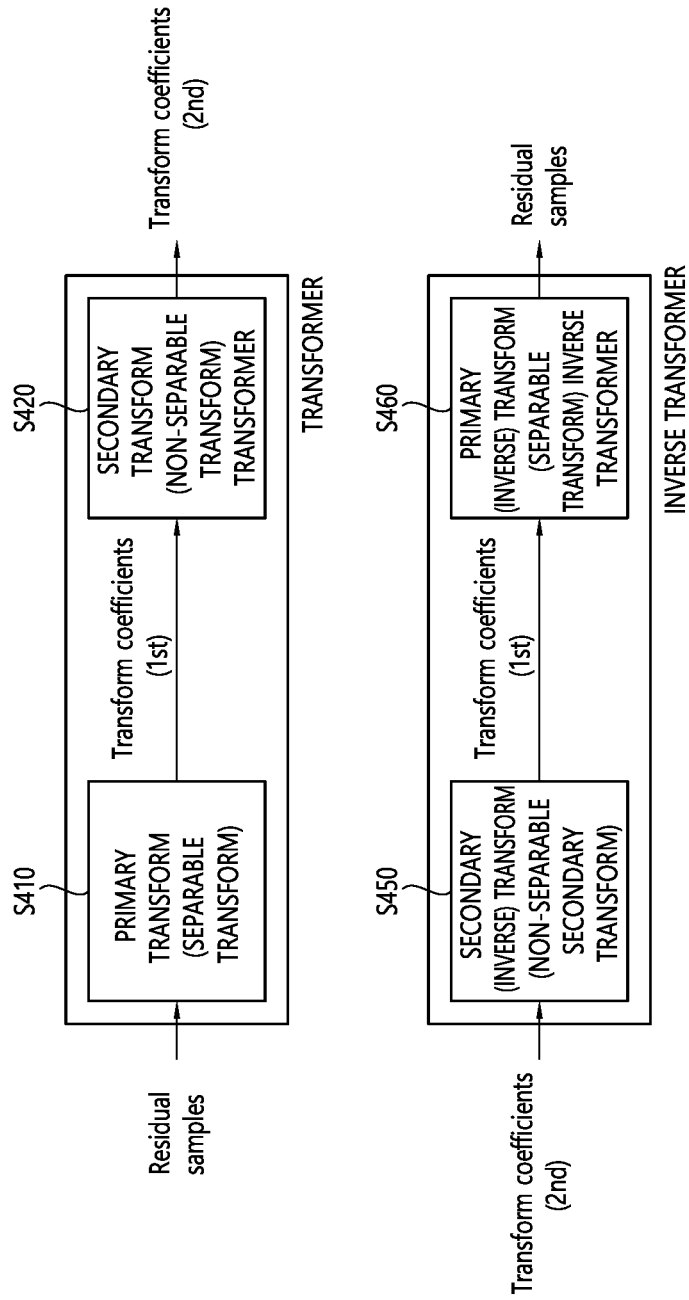 Residual
samples
S410
PRIMARY
TRANSFORM
(SEPARABLE
TRANSFORM)
Transform coefficients
(1st)
S420
SECONDARY
TRANSFORM
(NON-SEPARABLE
TRANSFORM)
TRANSFORMER
Transform coefficients
(2nd)
TRANSFORMER
Transform coefficients
(2nd)
S450
SECONDARY
(INVERSE) TRANSFORM
(NON-SEPARABLE
SECONDARY
TRANSFORM)
Transform coefficients
(1st)
S460
PRIMARY
(INVERSE) TRANSFORM
(SEPARABLE
TRANSFORM) INVERSE
TRANSFORMER
Residual
samples
INVERSE TRANSFORMER